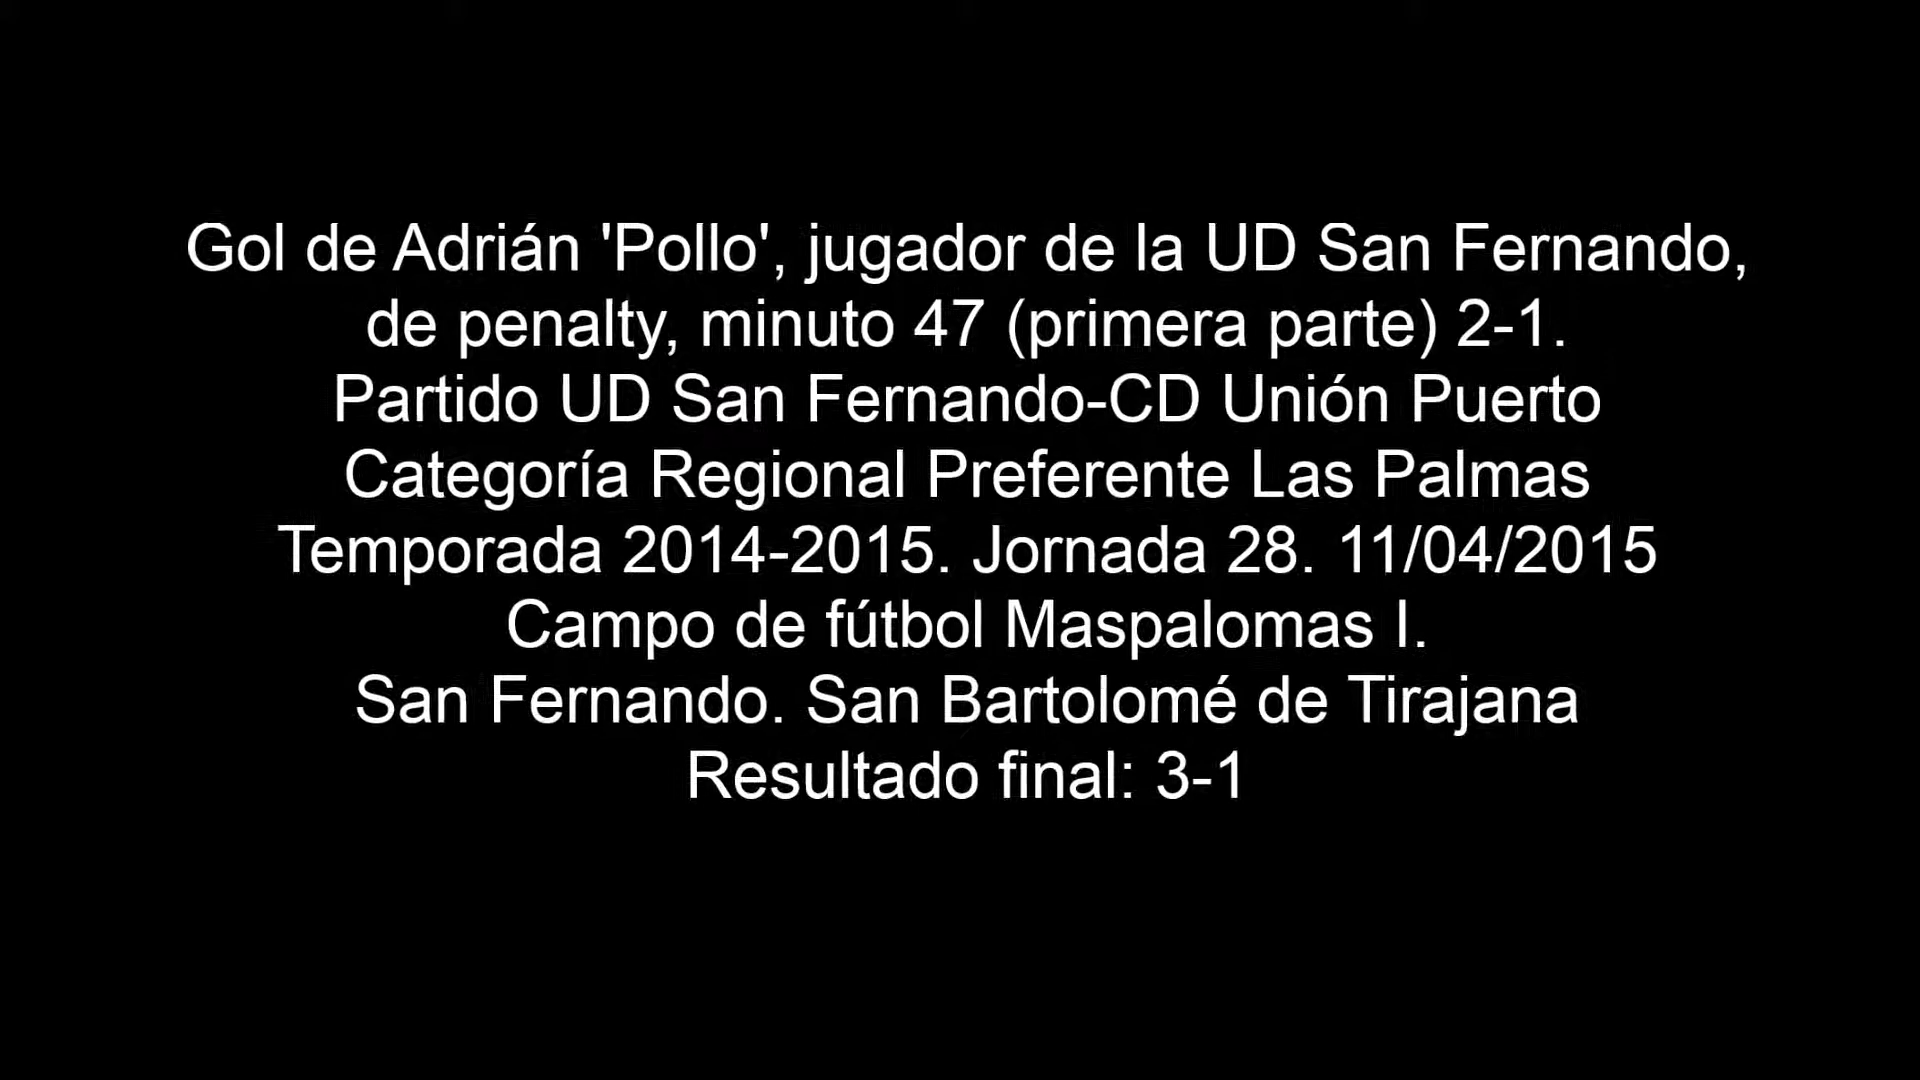 Gol de Adrián 'Pollo', jugador de la UD San Fernando,
de penalty, minuto 47 (primera parte) 2-1.
Partido UD San Fernando-CD Unión Puerto
Categoría Regional Preferente Las Palmas
Temporada 2014-2015. Jornada 28. 11/04/2015
Campo de fútbol Maspalomas I.
San Fernando. San Bartolomé de Tirajana
Resultado final: 3-1